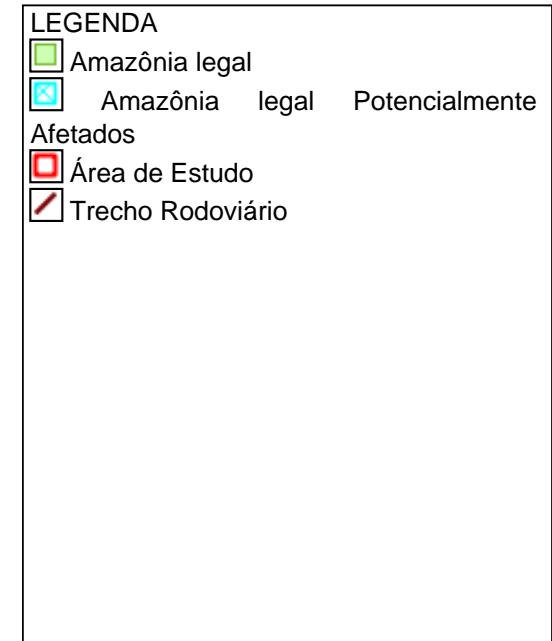 LEGENDA
Amazônia legal
Amazônia legal Potencialmente
Afetados
Área de Estudo
Trecho Rodoviário